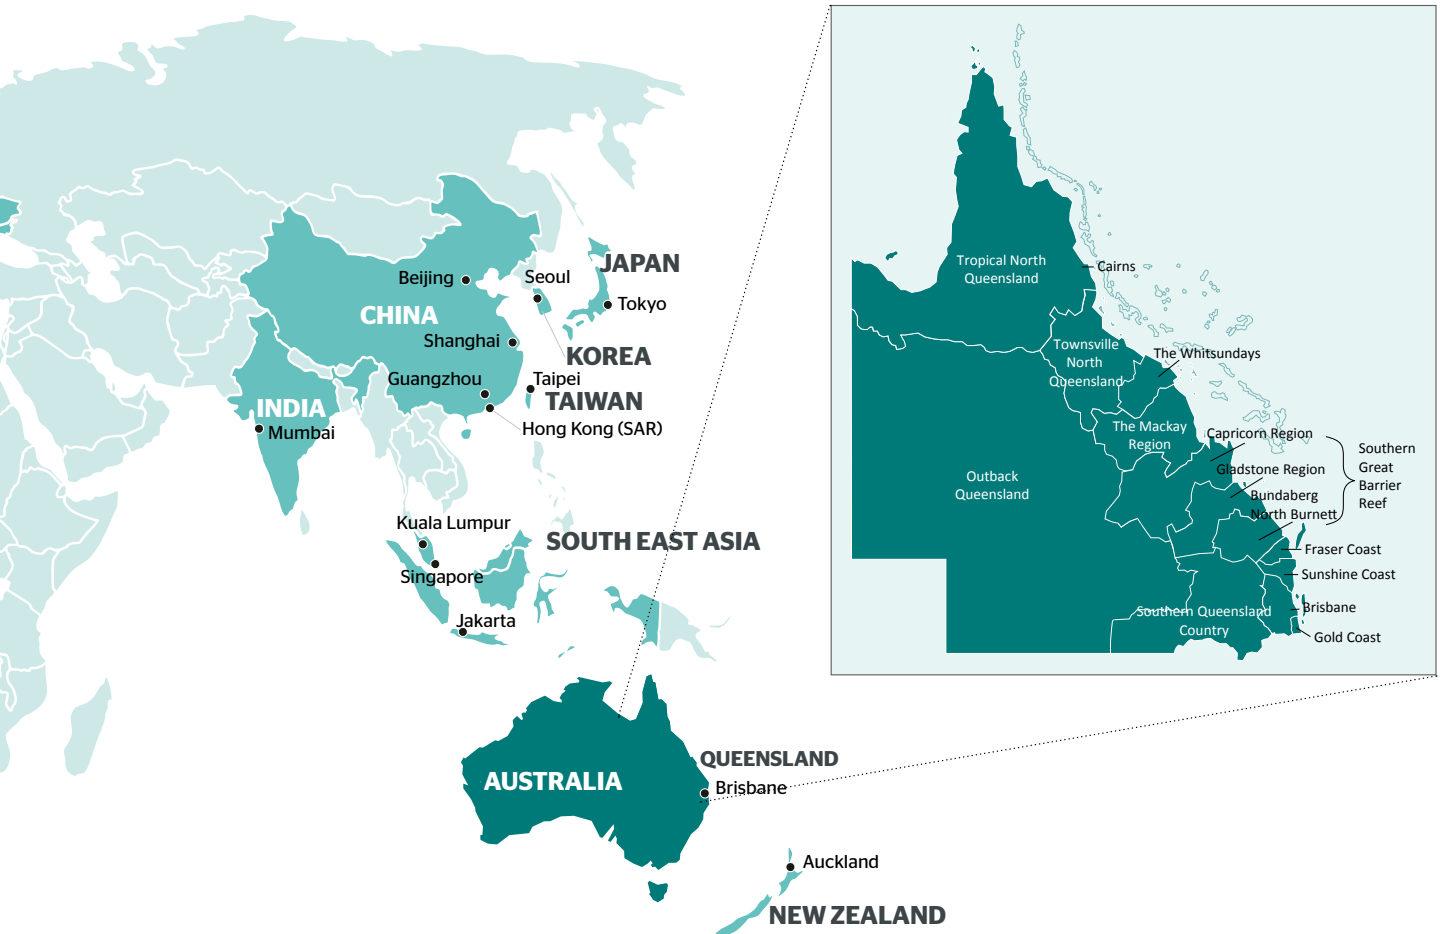 JAPAN
Beijing
Seoul
Tokyo
CHINA
Shanghai
KOREA
Guangzhou
Taipei
TAIWAN
INDIA
Mumbai
Hong Kong (SAR)
Kuala Lumpur
SOUTH EAST ASIA
Singapore
Jakarta
QUEENSLAND
AUSTRALIA
Brisbane
Auckland
NEW ZEALAND
Tropical North
Queensland
Cairns
Townsville
North
Queensland
The Whitsundays
The Mackay
Region
Capricorn Region
Gladstone Region
Bundaberg
North Burnett
Southern
Great
Barrier
Reef
Outback
Queensland
Fraser Coast
Sunshine Coast
Brisbane
Southern Queensland
Country
Gold Coast